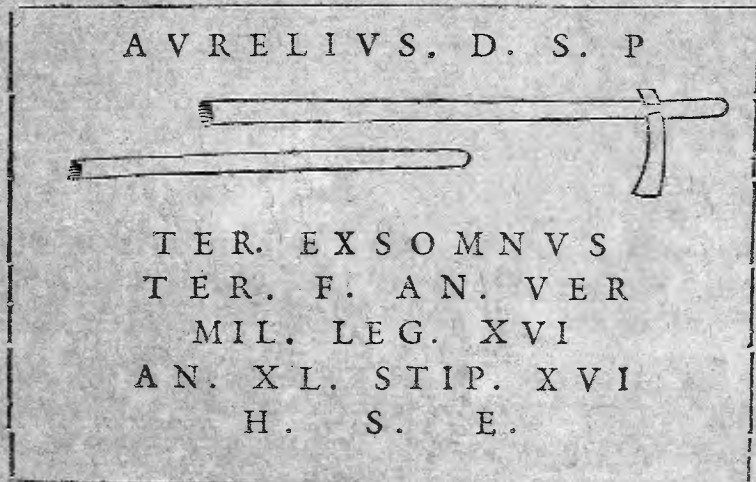 AVRELIVS. D. S. P
TER. EXSOMNVS
TER. F. AN. VER
MIL. LEG. XVI
AN. XL. STIP. XVI
H. S. E.